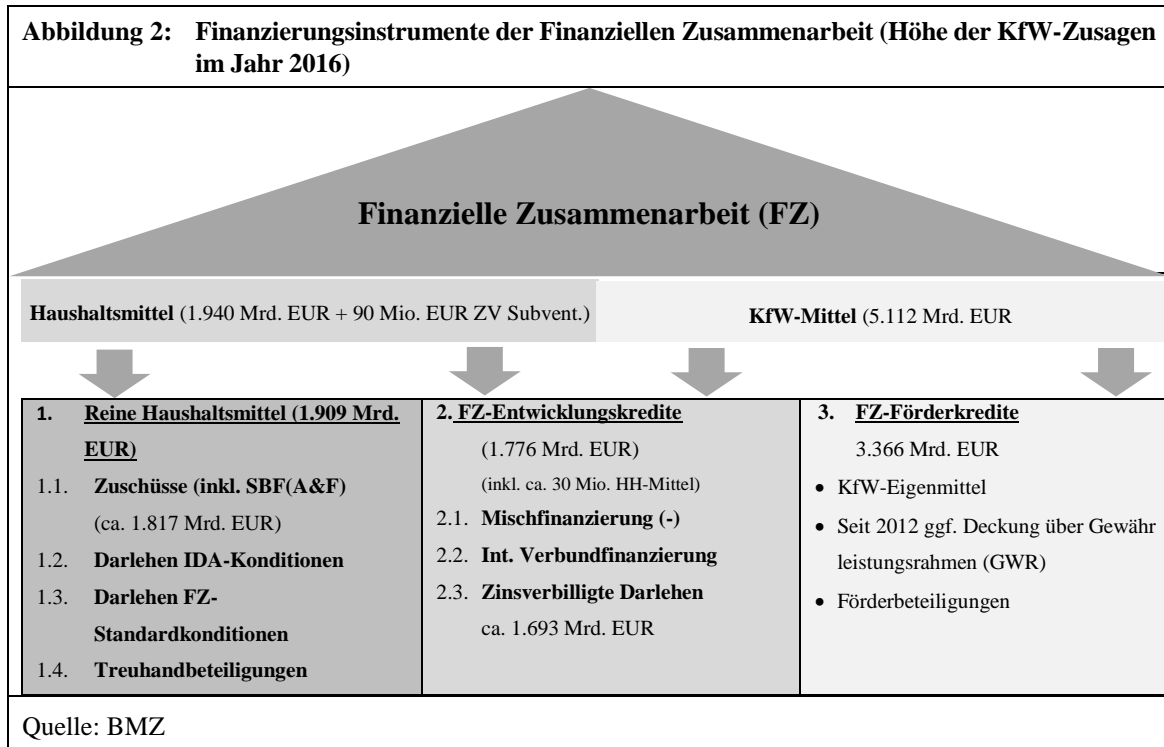 Abbildung 2: Finanzierungsinstrumente der Finanziellen Zusammenarbeit (Höhe der KfW-Zusagen
im Jahr 2016)
Finanzielle Zusammenarbeit (FZ)
Haushaltsmittel (1.940 Mrd. EUR + 90 Mio. EUR ZV Subvent.)
KfW-Mittel (5.112 Mrd. EUR
1. Reine Haushaltsmittel (1.909 Mrd.
EUR)
1.1. Zuschüsse (inkl. SBF(A&F)
(ca. 1.817 Mrd. EUR)
1.2. Darlehen IDA-Konditionen
1.3. Darlehen FZ-
Standardkonditionen
1.4. Treuhandbeteiligungen
2. FZ-Entwicklungskredite
(1.776 Mrd. EUR)
(inkl. ca. 30 Mio. HH-Mittel)
2.1. Mischfinanzierung (-)
2.2. Int. Verbundfinanzierung
2.3. Zinsverbilligte Darlehen
ca. 1.693 Mrd. EUR
3. FZ-Förderkredite
3.366 Mrd. EUR
• KfW-Eigenmittel
• Seit 2012 ggf. Deckung über Gewähr
leistungsrahmen (GWR)
• Förderbeteiligungen
Quelle: BMZ